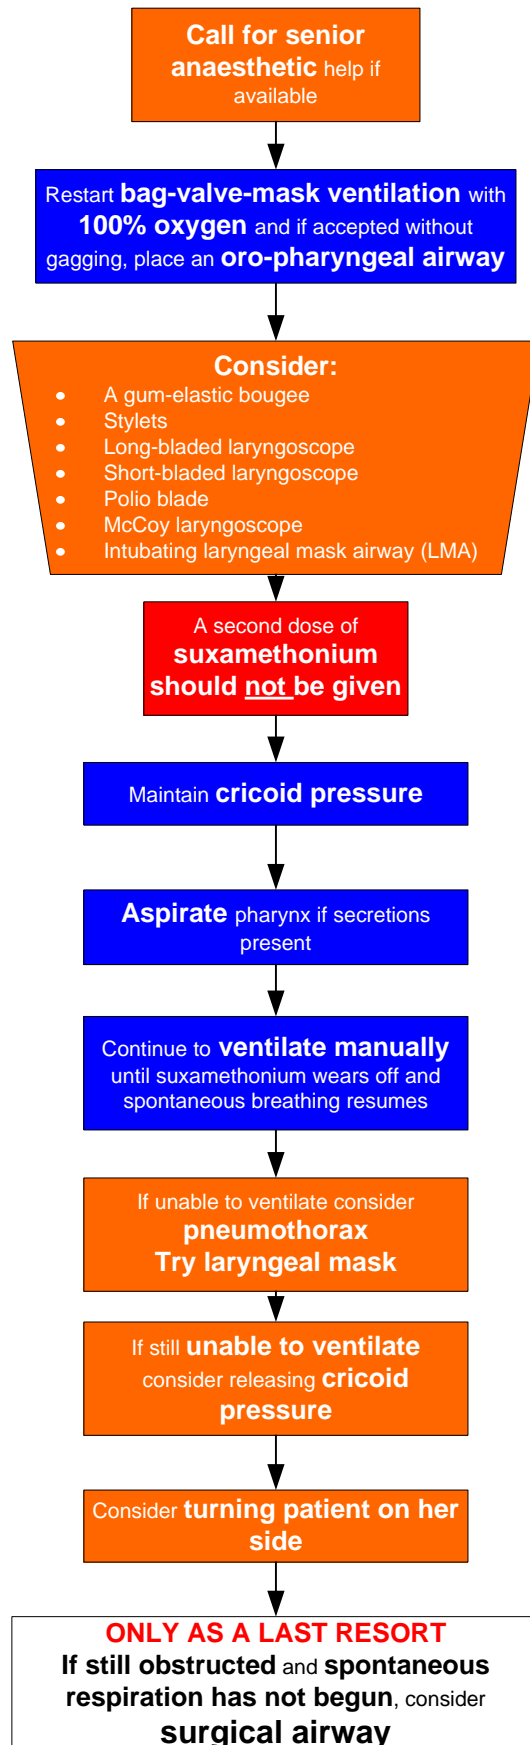 Call for senior
anaesthetic help if
available
Restart bag-valve-mask ventilation with
100% oxygen and if accepted without
gagging, place an oro-pharyngeal airway
Consider:
• A gum-elastic bougee
• Stylets
• Long-bladed laryngoscope
• Short-bladed laryngoscope
• Polio blade
• McCoy laryngoscope
• Intubating laryngeal mask airway (LMA)
A second dose of
suxamethonium
should not be given
Maintain cricoid pressure
Aspirate pharynx if secretions
present
Continue to ventilate manually
until suxamethonium wears off and
spontaneous breathing resumes
If unable to ventilate consider
pneumothorax
Try laryngeal mask
If still unable to ventilate
consider releasing cricoid
pressure
Consider turning patient on her
side
ONLY AS A LAST RESORT
If still obstructed and spontaneous
respiration has not begun, consider
surgical airway